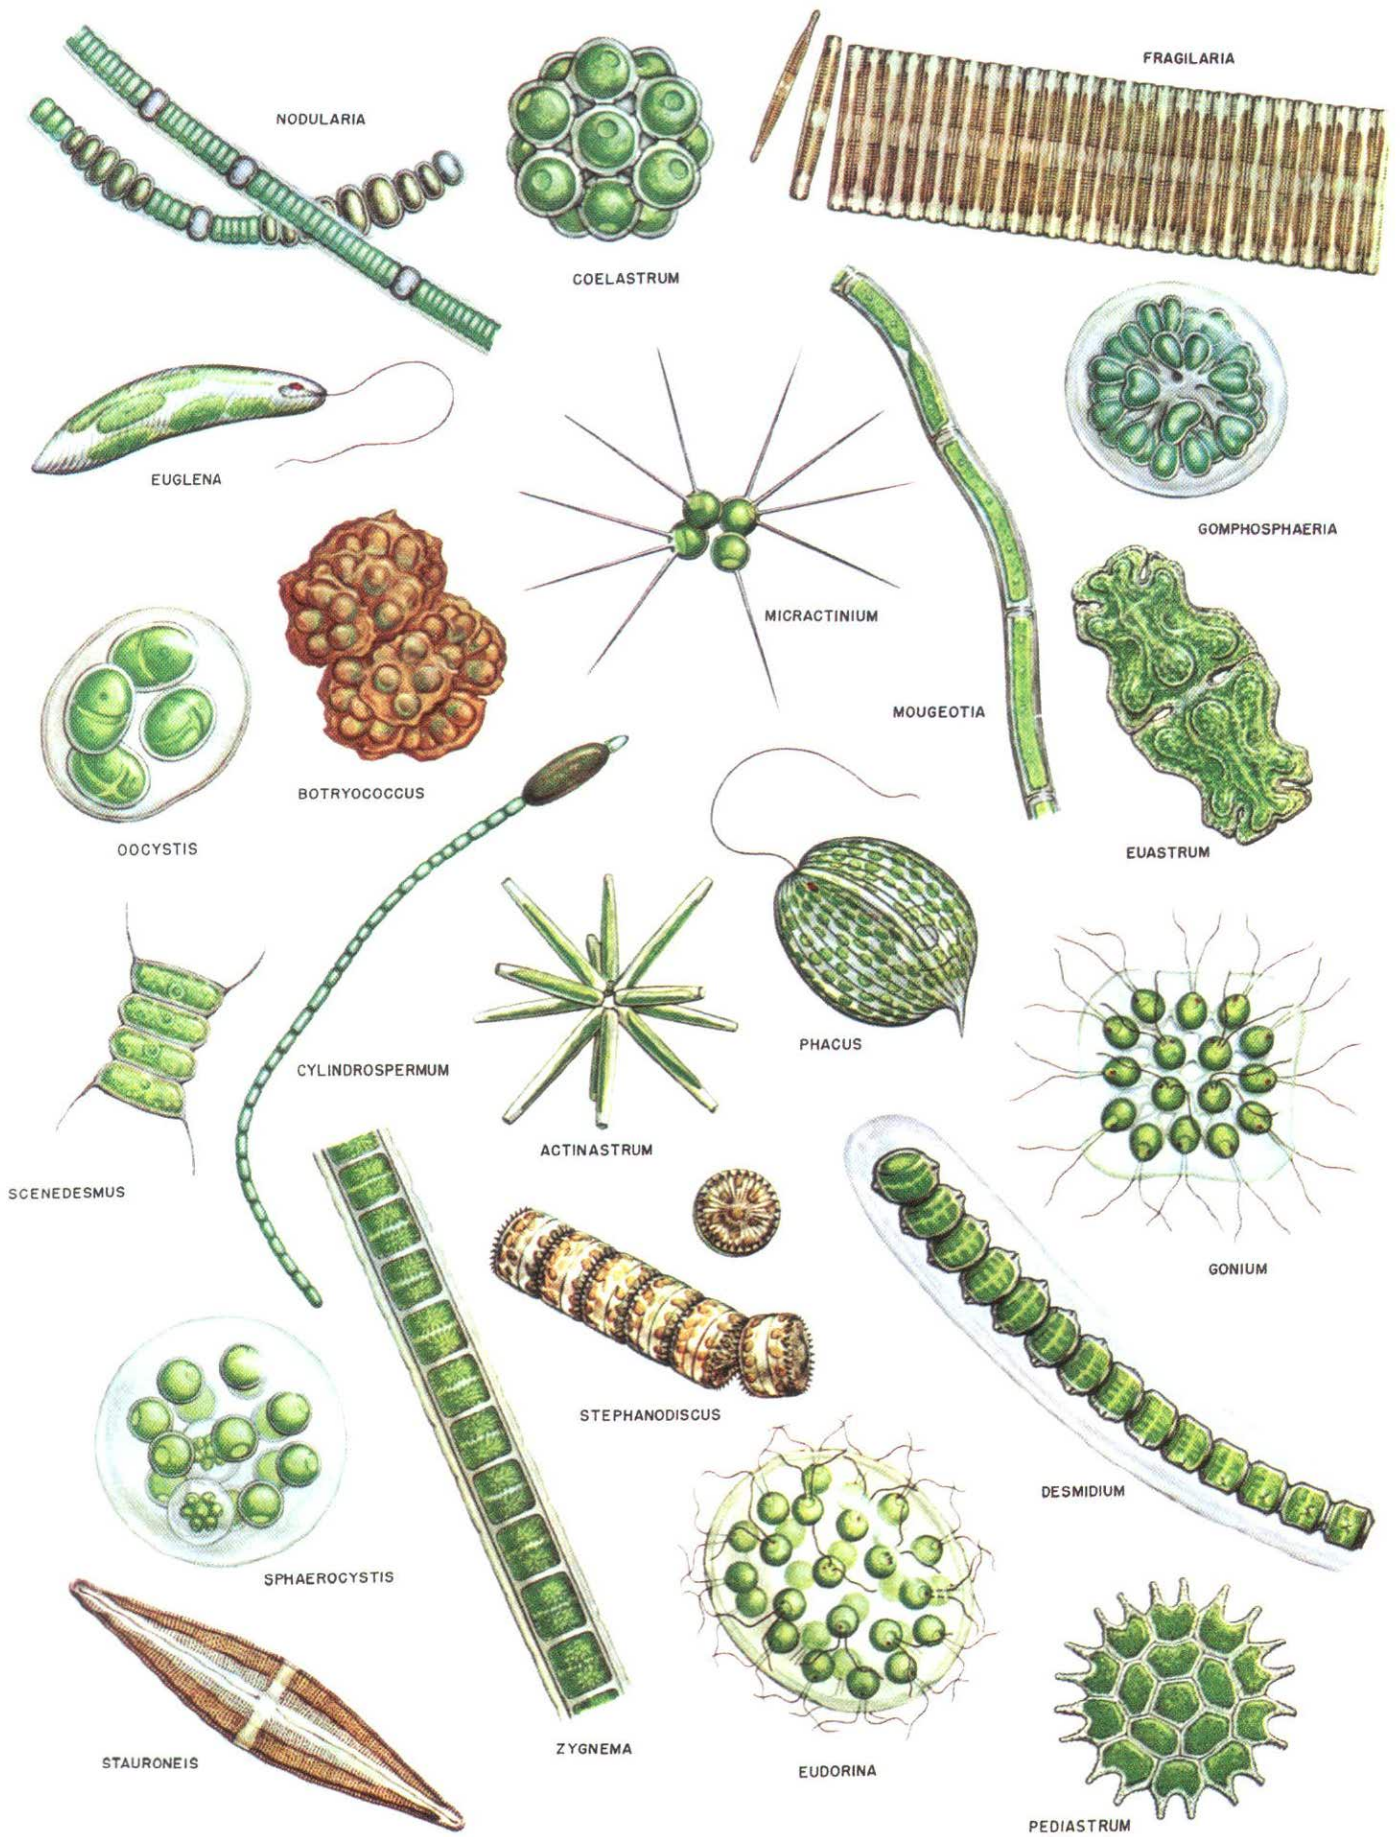 FRAGILARIA
NODULARIA
COELASTRUM
EUGLENA
GOMPHOSPHAERIA
MICRACTINIUM
MOUGEOTIA
BOTRYOCOCCUS
OOCYSTIS
EUASTRUM
PHACUS
CYLINDROSPERMUM
ACTINASTRUM
SCENEDESMUS
GONIUM
STEPHANODISCUS
DESMIDIUM
SPHAEROCYSTIS
ZYGNEMA
STAURONEIS
EUDORINA
PEDIASTRUM